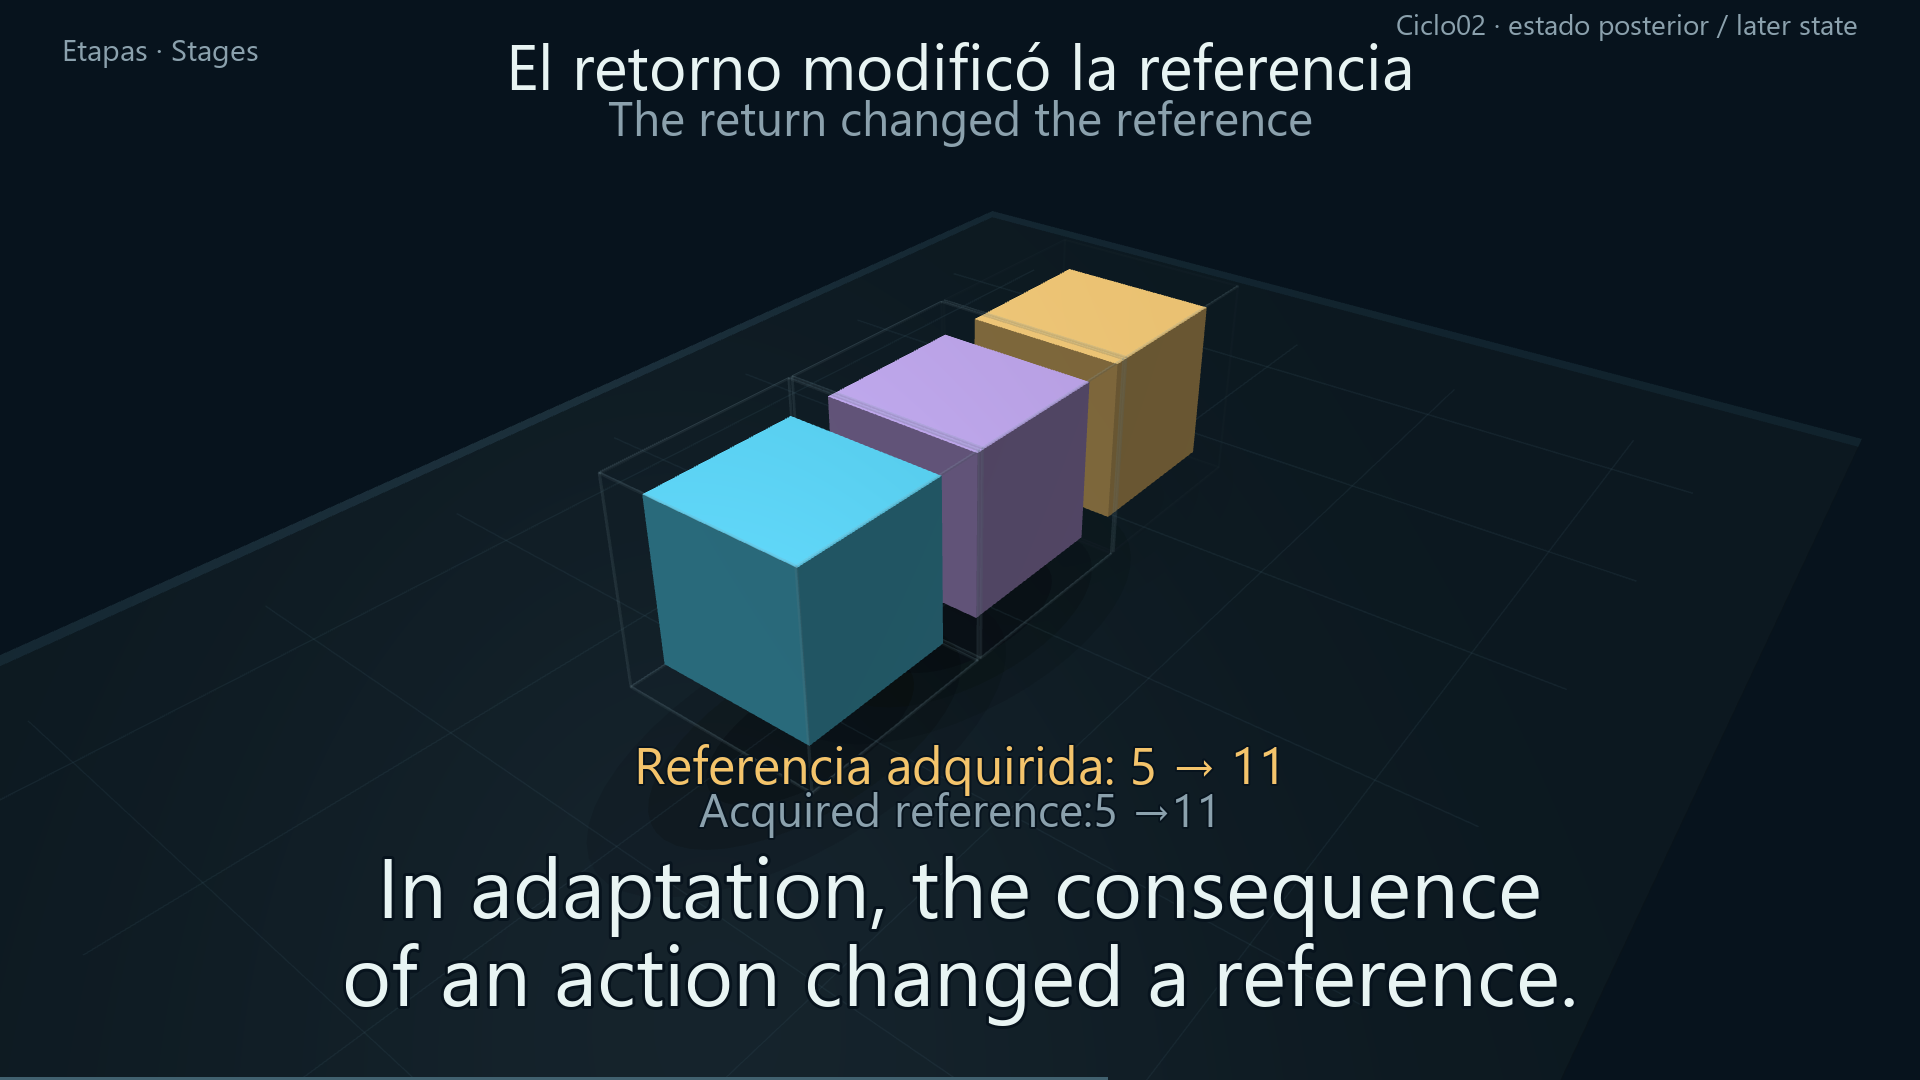 Etapas · Stages
Ciclo02 · estado posterior / later state
El retorno modificó la referencia
The return changed the reference
Referencia adquirida: 5 → 11
Acquired reference:5 →11
In adaptation, the consequence
of an action changed a reference.